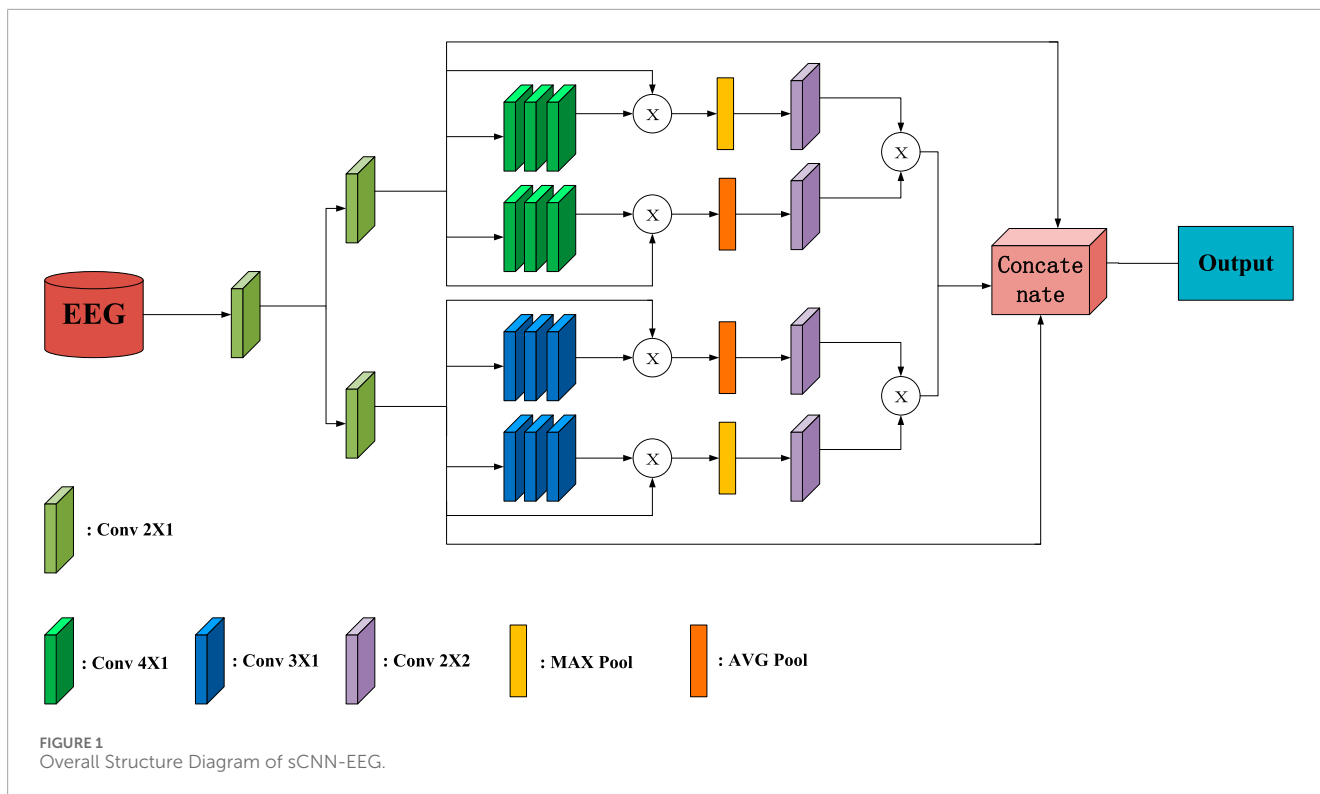 X
X
X
EEG
Concate
nate
Output
X
X
X
: Conv 2X1
: Conv 4X1
: Conv 3X1
: Conv 2X2
: MAX Pool
: AVG Pool
FIGURE 1
Overall Structure Diagram of sCNN-EEG.